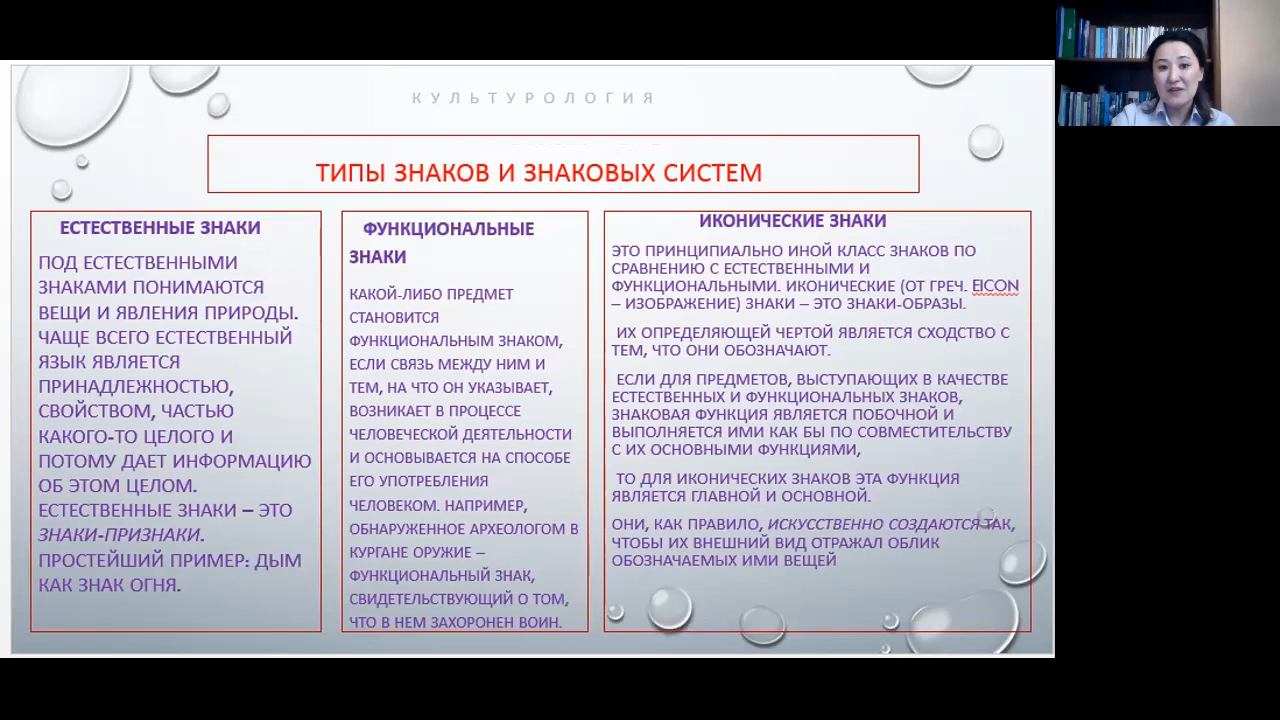 КУЛЬТУРОЛОГИЯ
ТИПЫ ЗНАКОВ И ЗНАКОВЫХ СИСТЕМ
ЕСТЕСТВЕННЫЕ ЗНАКИ
ПОД ЕСТЕСТВЕННЫМИ
ЗНАКАМИ ПОНИМАЮТСЯ
ВЕЩИ И ЯВЛЕНИЯ ПРИРОДЫ.
ЧАЩЕ ВСЕГО ЕСТЕСТВЕННЫЙ
ЯЗЫК ЯВЛЯЕТСЯ
ПРИНАДЛЕЖНОСТЬЮ,
СВОЙСТВОМ, ЧАСТЬЮ
КАКОГО-ТО ЦЕЛОГО И
ПОТОМУ ДАЕТ ИНФОРМАЦИЮ
ОБ ЭТОМ ЦЕЛОМ.
ЕСТЕСТВЕННЫЕ ЗНАКИ – ЭТО
ЗНАКИ-ПРИЗНАКИ.
ПРОСТЕЙШИЙ ПРИМЕР: ДЫМ
КАК ЗНАК ОГНЯ.
ФУНКЦИОНАЛЬНЫЕ
ЗНАКИ
КАКОЙ-ЛИБО ПРЕДМЕТ
СТАНОВИТСЯ
ФУНКЦИОНАЛЬНЫМ ЗНАКОМ,
ЕСЛИ СВЯЗЬ МЕЖДУ НИМ И
ТЕМ, НА ЧТО ОН УКАЗЫВАЕТ,
ВОЗНИКАЕТ В ПРОЦЕССЕ
ЧЕЛОВЕЧЕСКОЙ ДЕЯТЕЛЬНОСТИ
И ОСНОВЫВАЕТСЯ НА СПОСОБЕ
ЕГО УПОТРЕБЛЕНИЯ
ЧЕЛОВЕКОМ. НАПРИМЕР,
ОБНАРУЖЕННОЕ АРХЕОЛОГОМ В
КУРГАНЕ ОРУЖИЕ –
ФУНКЦИОНАЛЬНЫЙ ЗНАК,
СВИДЕТЕЛЬСТВУЮЩИЙ О ТОМ,
ЧТО В НЕМ ЗАХОРОНЕН ВОИН.
ИКОНИЧЕСКИЕ ЗНАКИ
ЭТО ПРИНЦИПИАЛЬНО ИНОЙ КЛАСС ЗНАКОВ ПО
СРАВНЕНИЮ С ЕСТЕСТВЕННЫМИ И
ФУНКЦИОНАЛЬНЫМИ. ИКОНИЧЕСКИЕ (ОТ ГРЕЧ. EICON
– ИЗОБРАЖЕНИЕ) ЗНАКИ – ЭТО ЗНАКИ-ОБРАЗЫ.
ИХ ОПРЕДЕЛЯЮЩЕЙ ЧЕРТОЙ ЯВЛЯЕТСЯ СХОДСТВО С
ТЕМ, ЧТО ОНИ ОБОЗНАЧАЮТ.
ЕСЛИ ДЛЯ ПРЕДМЕТОВ, ВЫСТУПАЮЩИХ В КАЧЕСТВЕ
ЕСТЕСТВЕННЫХ И ФУНКЦИОНАЛЬНЫХ ЗНАКОВ,
ЗНАКОВАЯ ФУНКЦИЯ ЯВЛЯЕТСЯ ПОБОЧНОЙ И
ВЫПОЛНЯЕТСЯ ИМИ КАК БЫ ПО СОВМЕСТИТЕЛЬСТВУ
С ИХ ОСНОВНЫМИ ФУНКЦИЯМИ,
ТО ДЛЯ ИКОНИЧЕСКИХ ЗНАКОВ ЭТА ФУНКЦИЯ
ЯВЛЯЕТСЯ ГЛАВНОЙ И ОСНОВНОЙ.
ОНИ, КАК ПРАВИЛО, ИСКУССТВЕННО СОЗДАЮТСЯ ТАК,
ЧТОБЫ ИХ ВНЕШНИЙ ВИД ОТРАЖАЛ ОБЛИК
ОБОЗНАЧАЕМЫХ ИМИ ВЕЩЕЙ